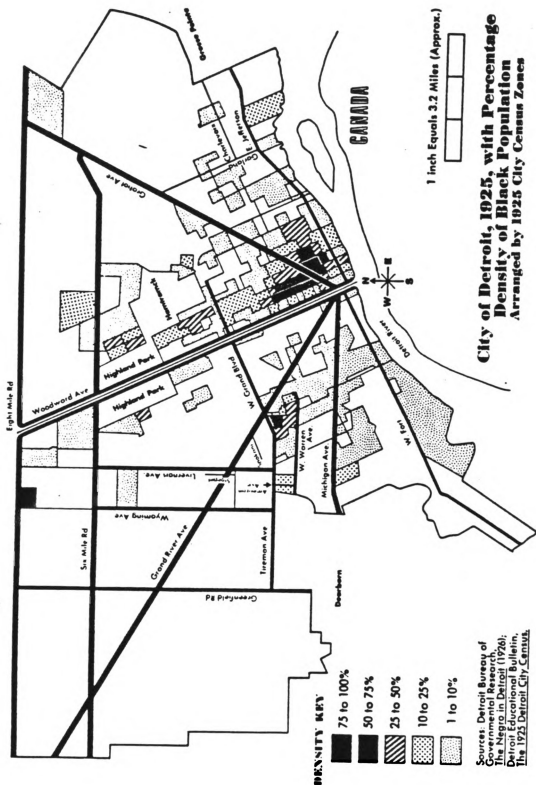 City of Detroit, 1925, with Percentage
Density of Black Population
Arranged by 1925 City Census Zones
1 inch Equals 3.2 Miles (Approx.)
CANADA
N
W
E
S
Grosse Pointe
Eight Mile Rd
Woodward Ave
Highland Park
Highland Park
Hamtramck
Gratiot Ave
Charlevoix
E. Jefferson
Garland
Six Mile Rd
Livernois Ave
Wyoming Ave
Grand River Ave
W Grand Blvd
W. Warren
Ave
Tireman Ave
Michigan Ave.
W. Fort
Detroit River
Greenfield Rd
Dearborn
DENSITY KEY
75 to 100%
50 to 75%
25 to 50%
10 to 25%
1 to 10%
Sources: Detroit Bureau of
Governmental Research,
The Negro in Detroit (1926);
Detroit Educational Bulletin,
The 1925 Detroit City Census.